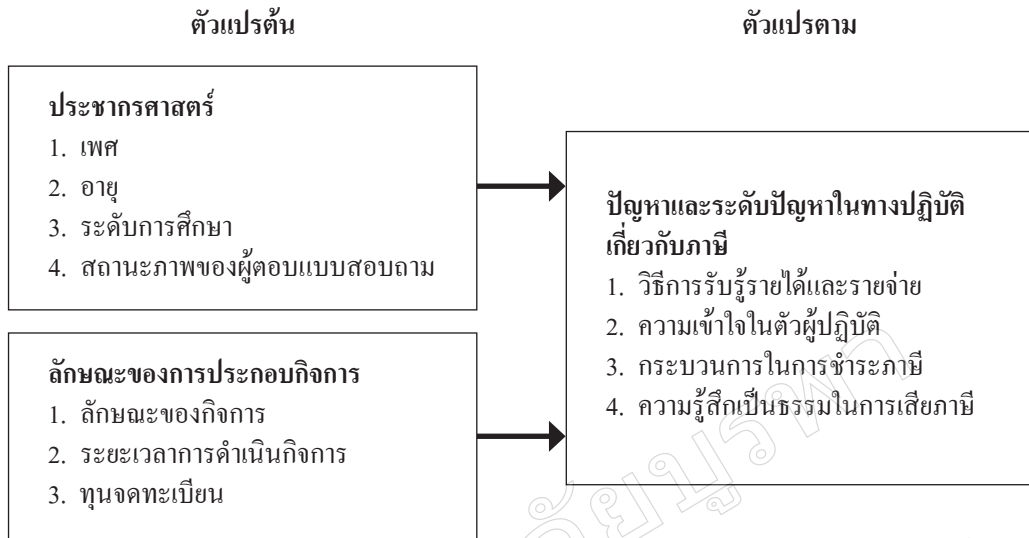 ตัวแปรต้น
ตัวแปรตาม
ประชากรศาสตร์
1. เพศ
2. อายุ
3. ระดับการศึกษา
4. สถานะภาพของผู้ตอบแบบสอบถาม
ลักษณะของการประกอบกิจการ
1. ลักษณะของกิจการ
2. ระยะเวลาการดำเนินกิจการ
3. ทุนจดทะเบียน
ปัญหาและระดับปัญหาในทางปฏิบัติ
เกี่ยวกับภาษี
1. วิธีการรับรู้รายได้และรายจ่าย
2. ความเข้าใจในตัวผู้ปฏิบัติ
3. กระบวนการในการชำระภาษี
4. ความรู้สึกเป็นธรรมในการเสียภาษี